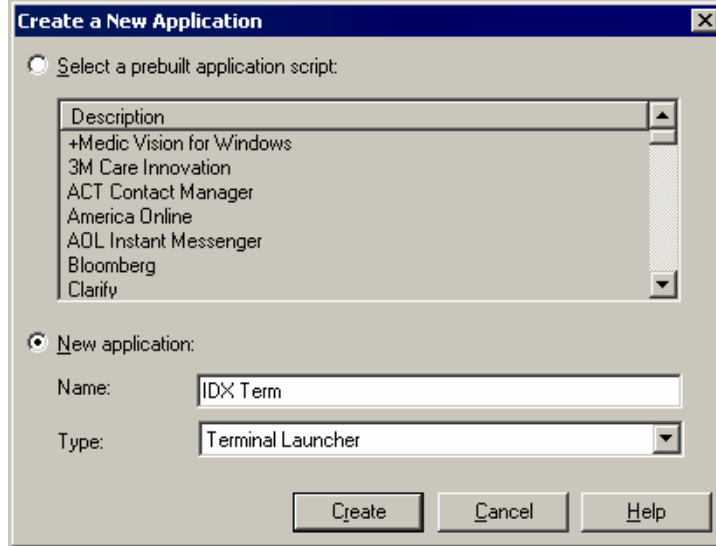 Create a New Application
Select a prebuilt application script:
Description
+Medic Vision for Windows
3M Care Innovation
ACT Contact Manager
America Online
AOL Instant Messenger
Bloomberg
Clarify
New application:
Name: IDX Term
Type: Terminal Launcher
Create Cancel Help